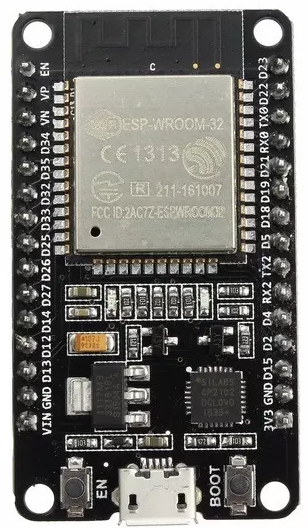 C
ESP-WROOM-32
CE 1313
R 211-161007
FCC ID:2AC7Z-ESPWROOM32
EN
VP
VN
D34
D35
D32
D33
D25
D26
D27
D14
D12
D13
GND
VIN
D23
D22
TX0
RX0
D21
D19
D18
D5
TX2
RX2
D4
D2
D15
GND
3V3
107J
SILABS
CP2102
EN
BOOT